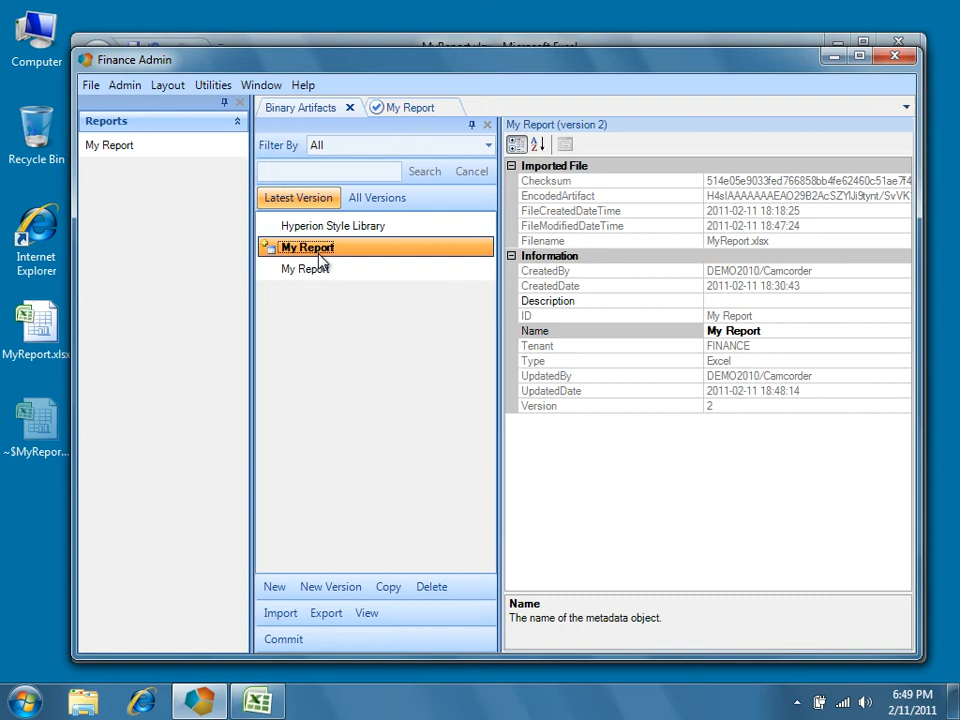 Computer
Recycle Bin
Internet
Explorer
MyReport.xlsx
~$MyRepor...
MyReport.xlsx - Microsoft Excel
Finance Admin
File Admin Layout Utilities Window Help
Reports
My Report
Binary Artifacts
My Report
Filter By All
Search Cancel
Latest Version All Versions
Hyperion Style Library
My Report
My Report
New New Version Copy Delete
Import Export View
Commit
My Report (version 2)
Imported File
Checksum 514e05e9033fed766858bb4fe62460c51ae7f4
EncodedArtifact
FileCreatedDateTime 2011-02-11 18:18:25
FileModifiedDateTime 2011-02-11 18:47:24
Filename MyReport.xlsx
Information
CreatedBy DEMO2010/Camcorder
CreatedDate 2011-02-11 18:30:43
Description
ID My Report
Name My Report
Tenant FINANCE
Type Excel
UpdatedBy DEMO2010/Camcorder
UpdatedDate 2011-02-11 18:48:14
Version 2
Name
The name of the metadata object.
6:49 PM
2/11/2011